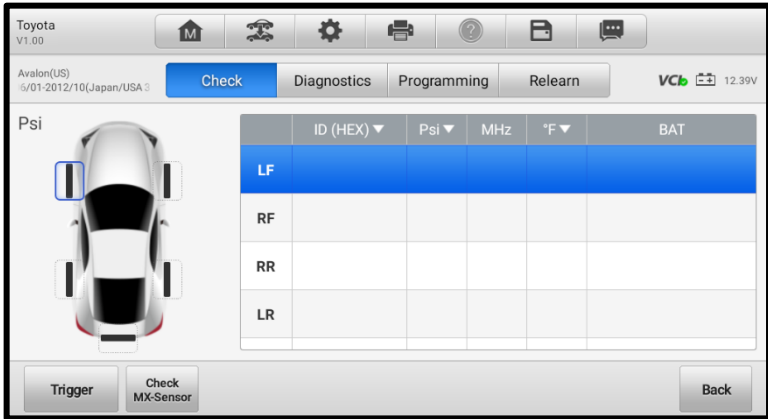 Toyota
V1.00
M
Avalon(US)
6/01-2012/10(Japan/USA 3
Check
Diagnostics
Programming
Relearn
VCI
12.39V
Psi
ID (HEX) ▼
Psi ▼
MHz
°F ▼
BAT
LF
RF
RR
LR
Trigger
Check
MX-Sensor
Back